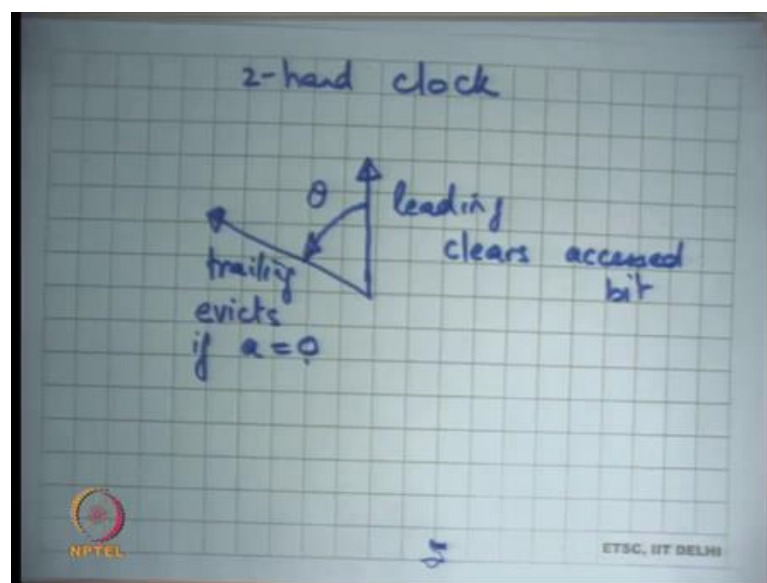 2-hand clock
θ
leading
clears accessed
bit
trailing
evicts
if a = 0
NPTEL
ETSC, IIT DELHI